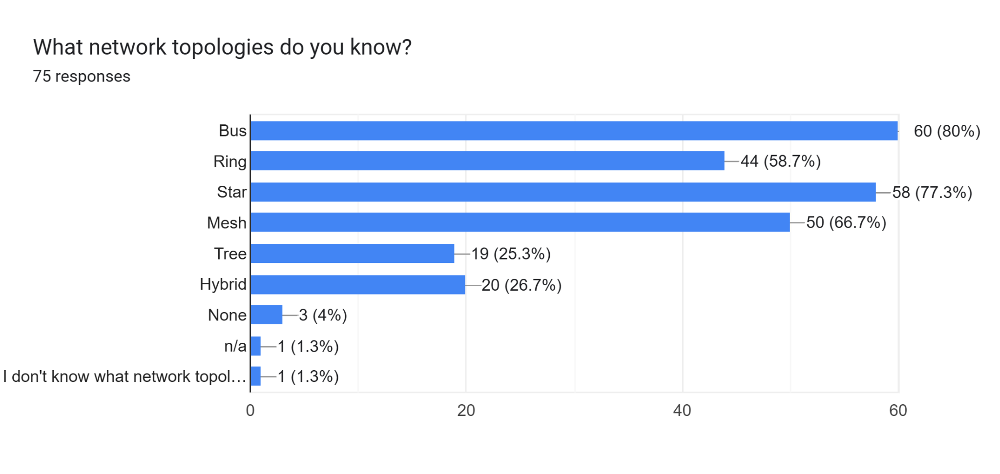 What network topologies do you know?
75 responses
Bus 60 (80%)
Ring 44 (58.7%)
Star 58 (77.3%)
Mesh 50 (66.7%)
Tree 19 (25.3%)
Hybrid 20 (26.7%)
None 3 (4%)
n/a 1 (1.3%)
I don't know what network topol… 1 (1.3%)
0 20 40 60